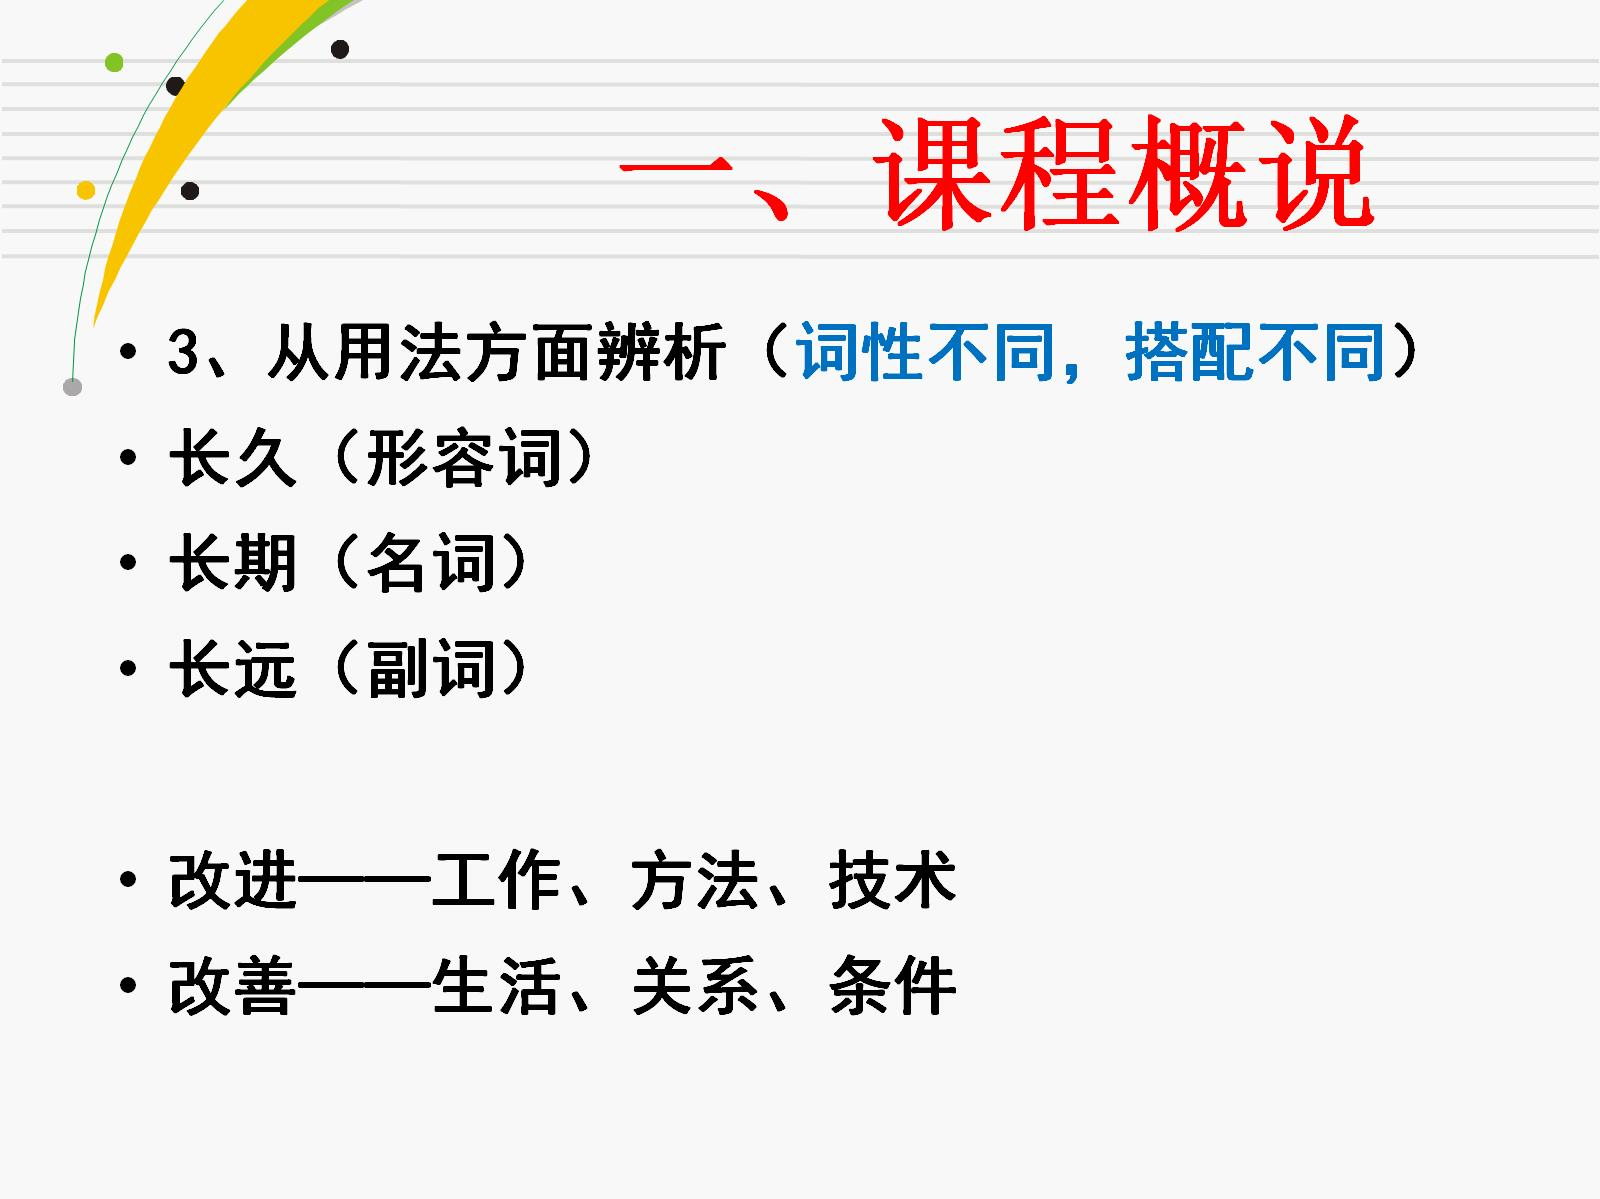 一、课程概说
3、从用法方面辨析（词性不同，搭配不同）
长久（形容词）
长期（名词）
长远（副词）
改进——工作、方法、技术
改善——生活、关系、条件